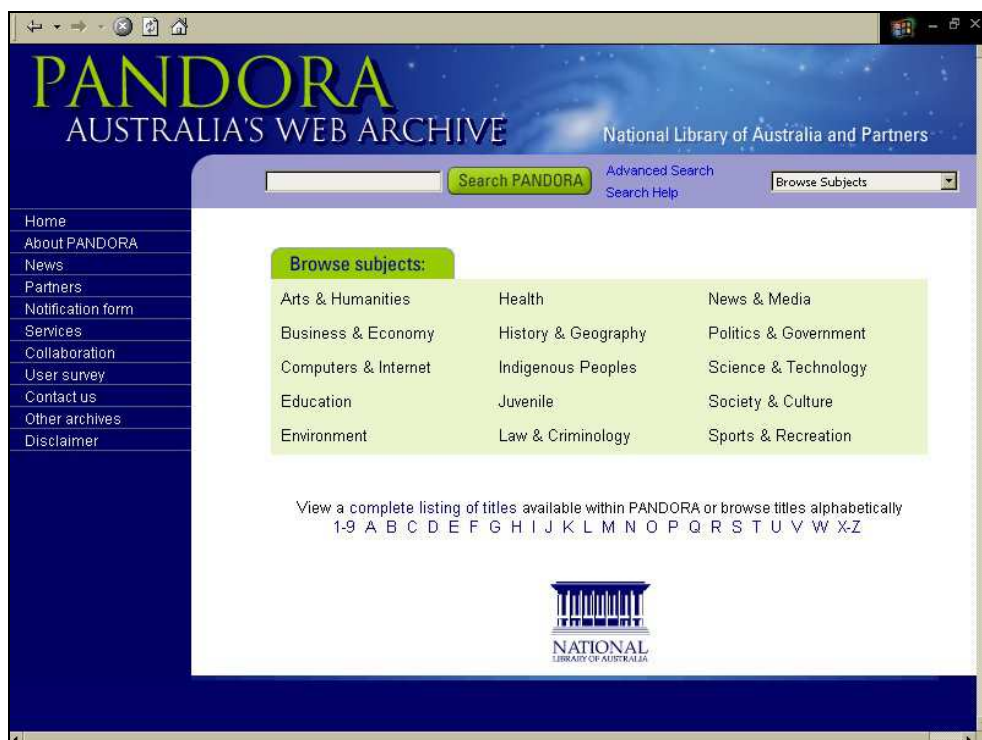 PANDORA
AUSTRALIA'S WEB ARCHIVE
National Library of Australia and Partners
Search PANDORA
Advanced Search
Search Help
Browse Subjects
Home
About PANDORA
News
Partners
Notification form
Services
Collaboration
User survey
Contact us
Other archives
Disclaimer
Browse subjects:
Arts & Humanities Health News & Media
Business & Economy History & Geography Politics & Government
Computers & Internet Indigenous Peoples Science & Technology
Education Juvenile Society & Culture
Environment Law & Criminology Sports & Recreation
View a complete listing of titles available within PANDORA or browse titles alphabetically
1-9 A B C D E F G H I J K L M N O P Q R S T U V W X-Z
NATIONAL
LIBRARY OF AUSTRALIA